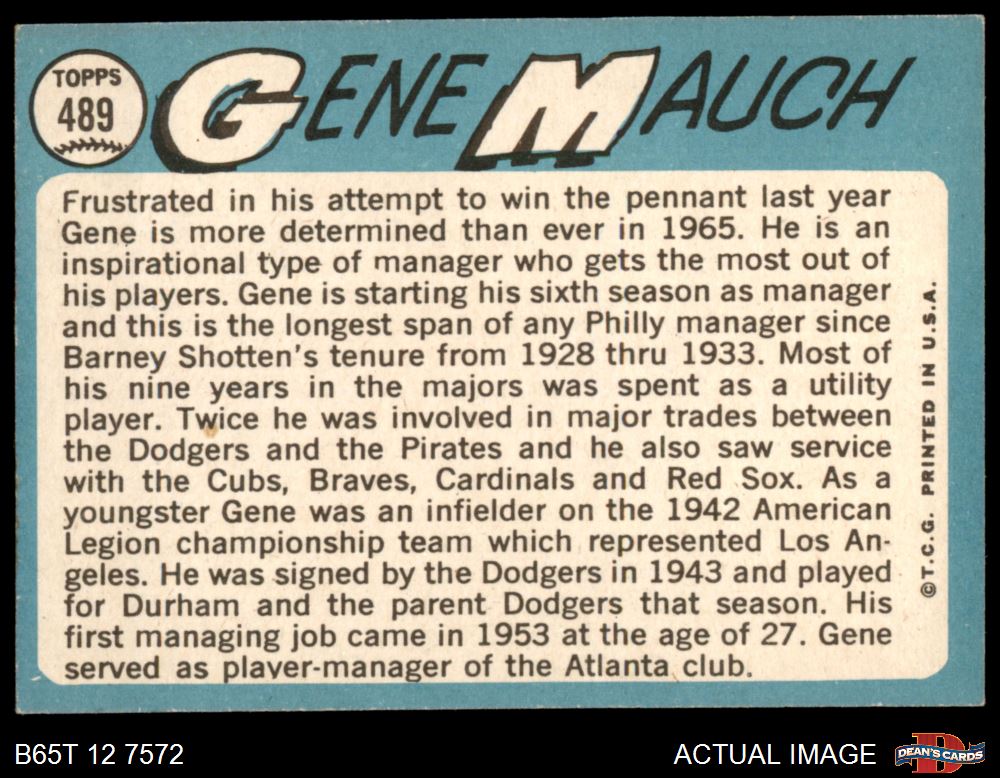 TOPPS
489
GENE MAUCH
Frustrated in his attempt to win the pennant last year
Gene is more determined than ever in 1965. He is an
inspirational type of manager who gets the most out of
his players. Gene is starting his sixth season as manager
and this is the longest span of any Philly manager since
Barney Shotten's tenure from 1928 thru 1933. Most of
his nine years in the majors was spent as a utility
player. Twice he was involved in major trades between
the Dodgers and the Pirates and he also saw service
with the Cubs, Braves, Cardinals and Red Sox. As a
youngster Gene was an infielder on the 1942 American
Legion championship team which represented Los An-
geles. He was signed by the Dodgers in 1943 and played
for Durham and the parent Dodgers that season. His
first managing job came in 1953 at the age of 27. Gene
served as player-manager of the Atlanta club.
©T.C.G. PRINTED IN U.S.A.
B65T 12 7572
ACTUAL IMAGE
DEAN'S CARDS